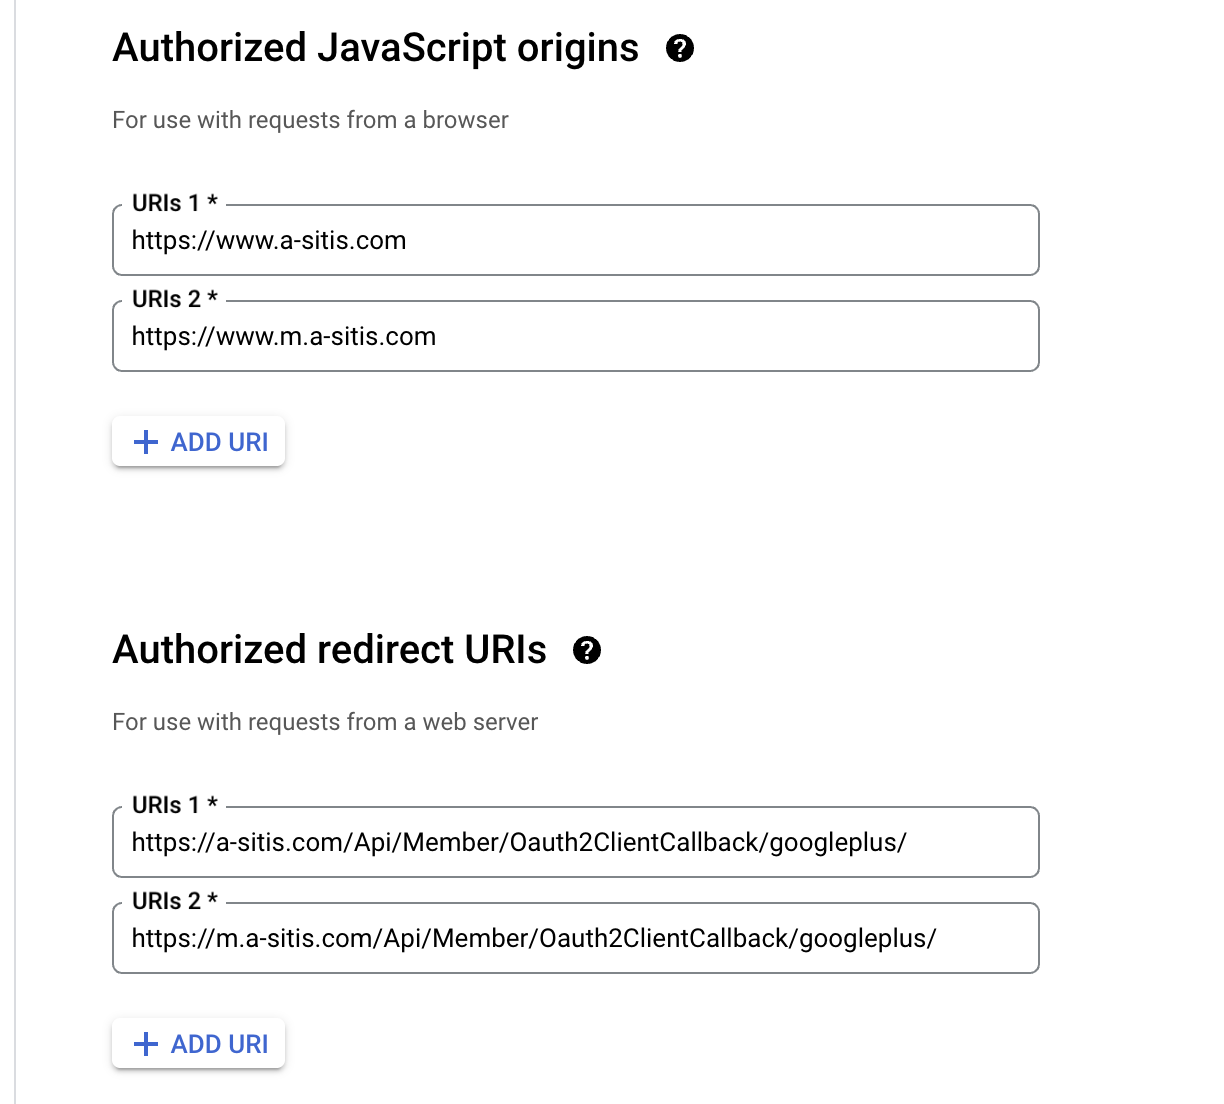 Authorized JavaScript origins
For use with requests from a browser
URIs 1 *
https://www.a-sitis.com
URIs 2 *
https://www.m.a-sitis.com
ADD URI
Authorized redirect URIs
For use with requests from a web server
URIs 1 *
https://a-sitis.com/Api/Member/Oauth2ClientCallback/googleplus/
URIs 2 *
https://m.a-sitis.com/Api/Member/Oauth2ClientCallback/googleplus/
ADD URI